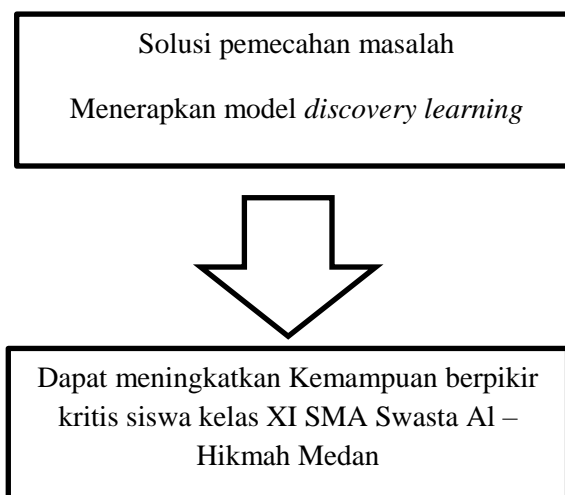 Solusi pemecahan masalah
Menerapkan model discovery learning
Dapat meningkatkan Kemampuan berpikir
kritis siswa kelas XI SMA Swasta Al –
Hikmah Medan